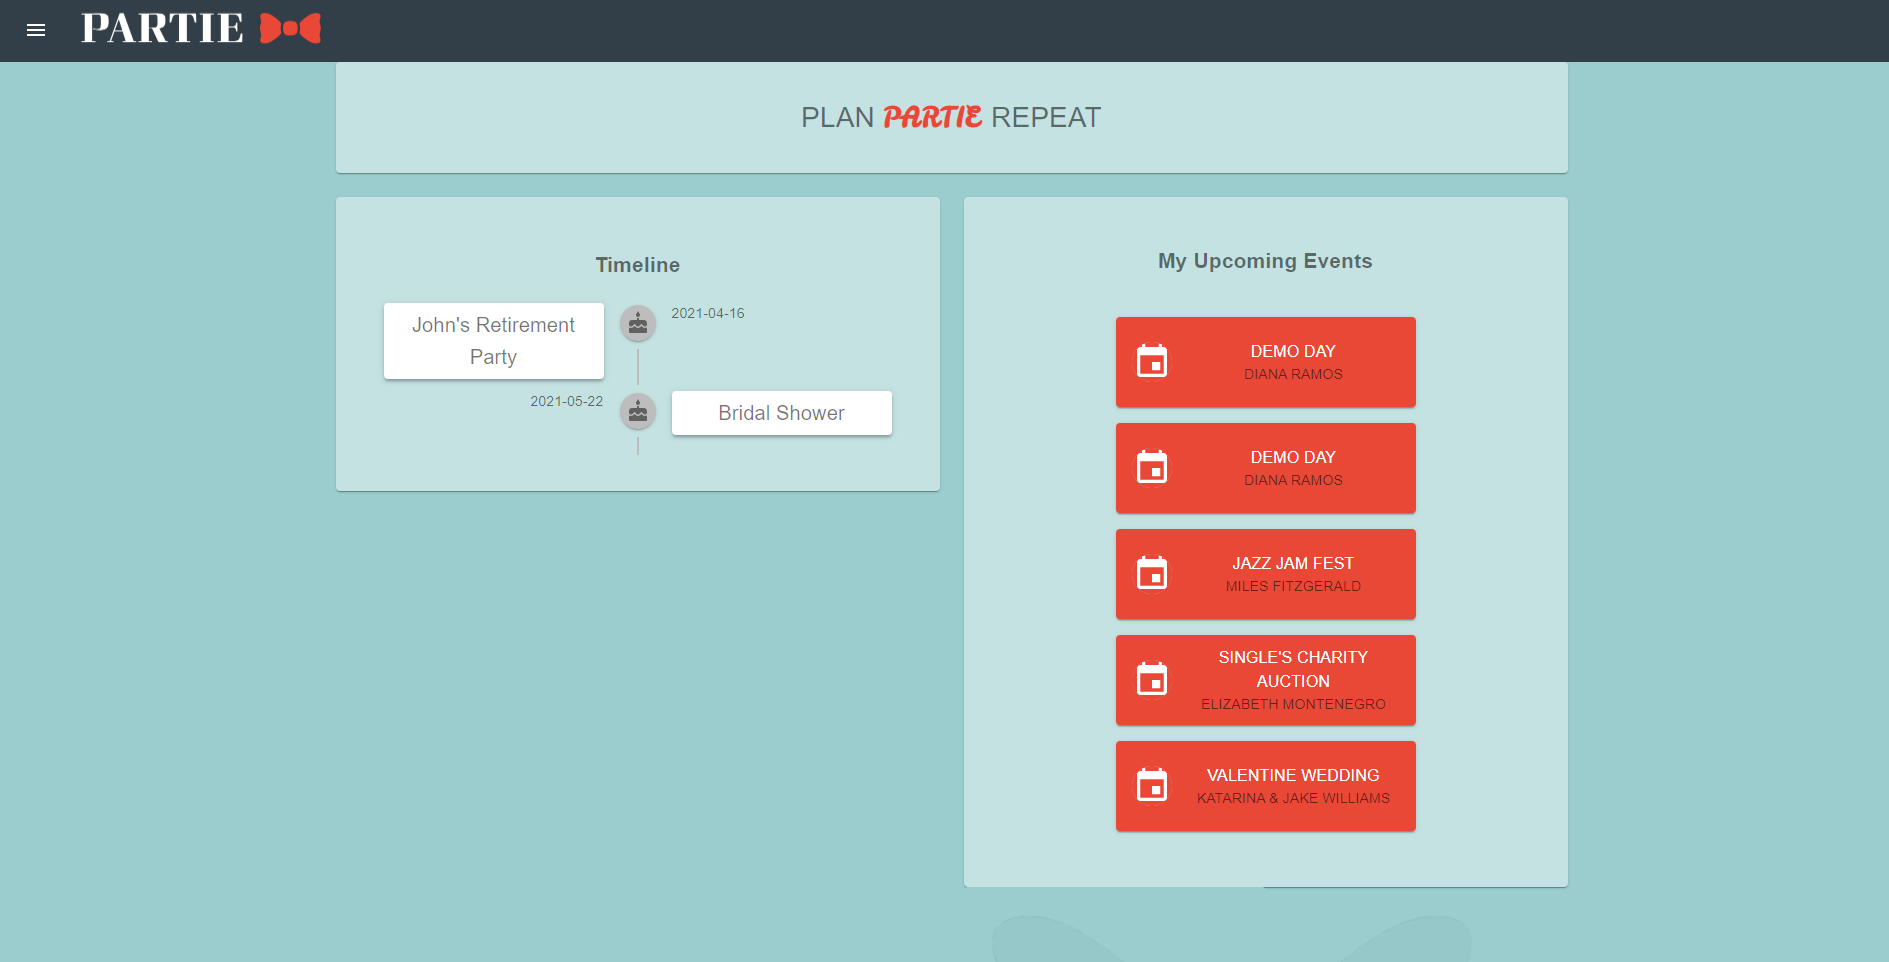 PARTIE
PLAN PARTIE REPEAT
Timeline
John's Retirement
Party
2021-04-16
2021-05-22
Bridal Shower
My Upcoming Events
DEMO DAY
DIANA RAMOS
DEMO DAY
DIANA RAMOS
JAZZ JAM FEST
MILES FITZGERALD
SINGLE'S CHARITY
AUCTION
ELIZABETH MONTENEGRO
VALENTINE WEDDING
KATARINA & JAKE WILLIAMS